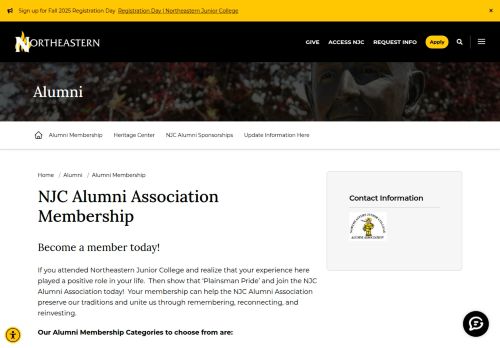 Sign up for Fall 2025 Registration Day Registration Day | Northeastern Junior College ×
NORTHEASTERN GIVE ACCESS NJC REQUEST INFO Apply
Alumni
Alumni Membership Heritage Center NJC Alumni Sponsorships Update Information Here
Home / Alumni / Alumni Membership
NJC Alumni Association
Membership
Become a member today!
If you attended Northeastern Junior College and realize that your experience here
played a positive role in your life. Then show that 'Plainsman Pride' and join the NJC
Alumni Association today! Your membership can help the NJC Alumni Association
preserve our traditions and unite us through remembering, reconnecting, and
reinvesting.
Our Alumni Membership Categories to choose from are:
Contact Information
NORTHEASTERN JUNIOR COLLEGE
ALUMNI ASSOCIATION